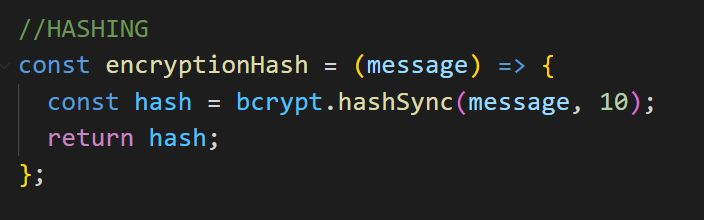 //HASHING
const encryptionHash = (message) => {
  const hash = bcrypt.hashSync(message, 10);
  return hash;
};